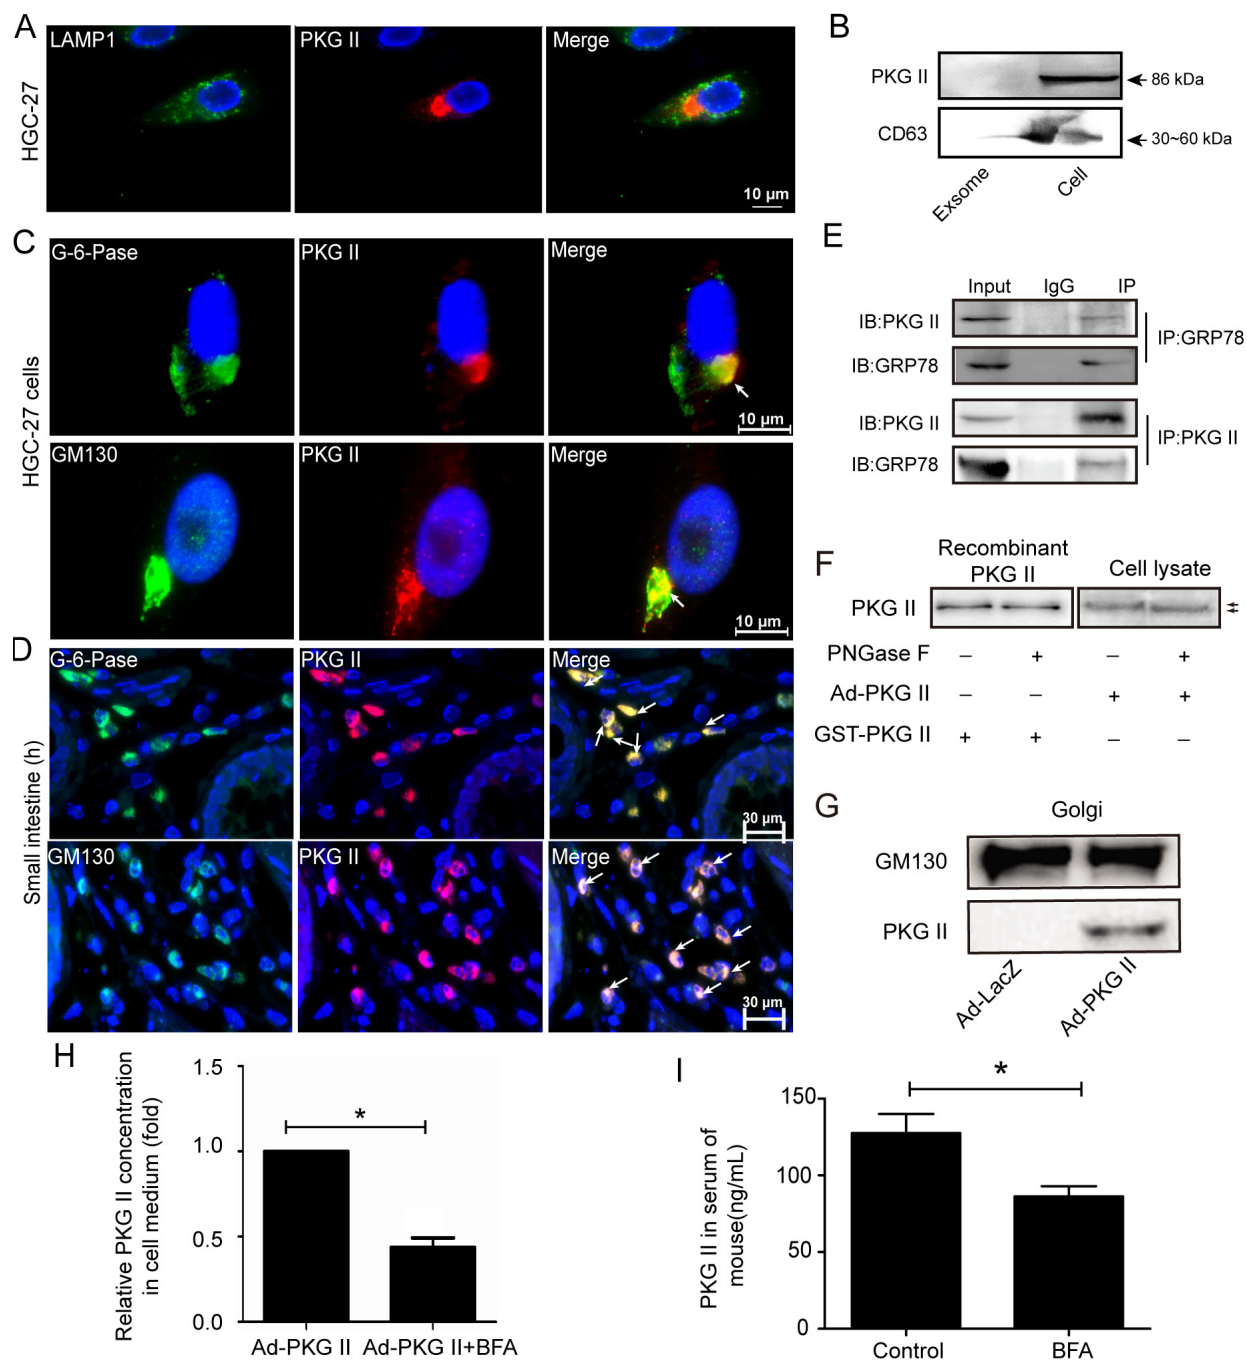 A
HGC-27
LAMP1
PKG II
Merge
10 μm
B
PKG II
86 kDa
CD63
30~60 kDa
Exsome
Cell
C
HGC-27 cells
G-6-Pase
PKG II
Merge
10 μm
GM130
PKG II
Merge
10 μm
D
Small intestine (h)
G-6-Pase
PKG II
Merge
30 μm
GM130
PKG II
Merge
30 μm
E
Input IgG IP
IB:PKG II
IB:GRP78
IP:GRP78
IB:PKG II
IB:GRP78
IP:PKG II
F
Recombinant
PKG II
Cell lysate
PKG II
PNGase F – + – +
Ad-PKG II – – + +
GST-PKG II + + – –
G
Golgi
GM130
PKG II
Ad-LacZ
Ad-PKG II
H
Relative PKG II concentration
in cell medium (fold)
1.5
1.0
0.5
0.0
*
Ad-PKG II Ad-PKG II+BFA
I
PKG II in serum of
mouse(ng/mL)
150
100
50
0
*
Control BFA